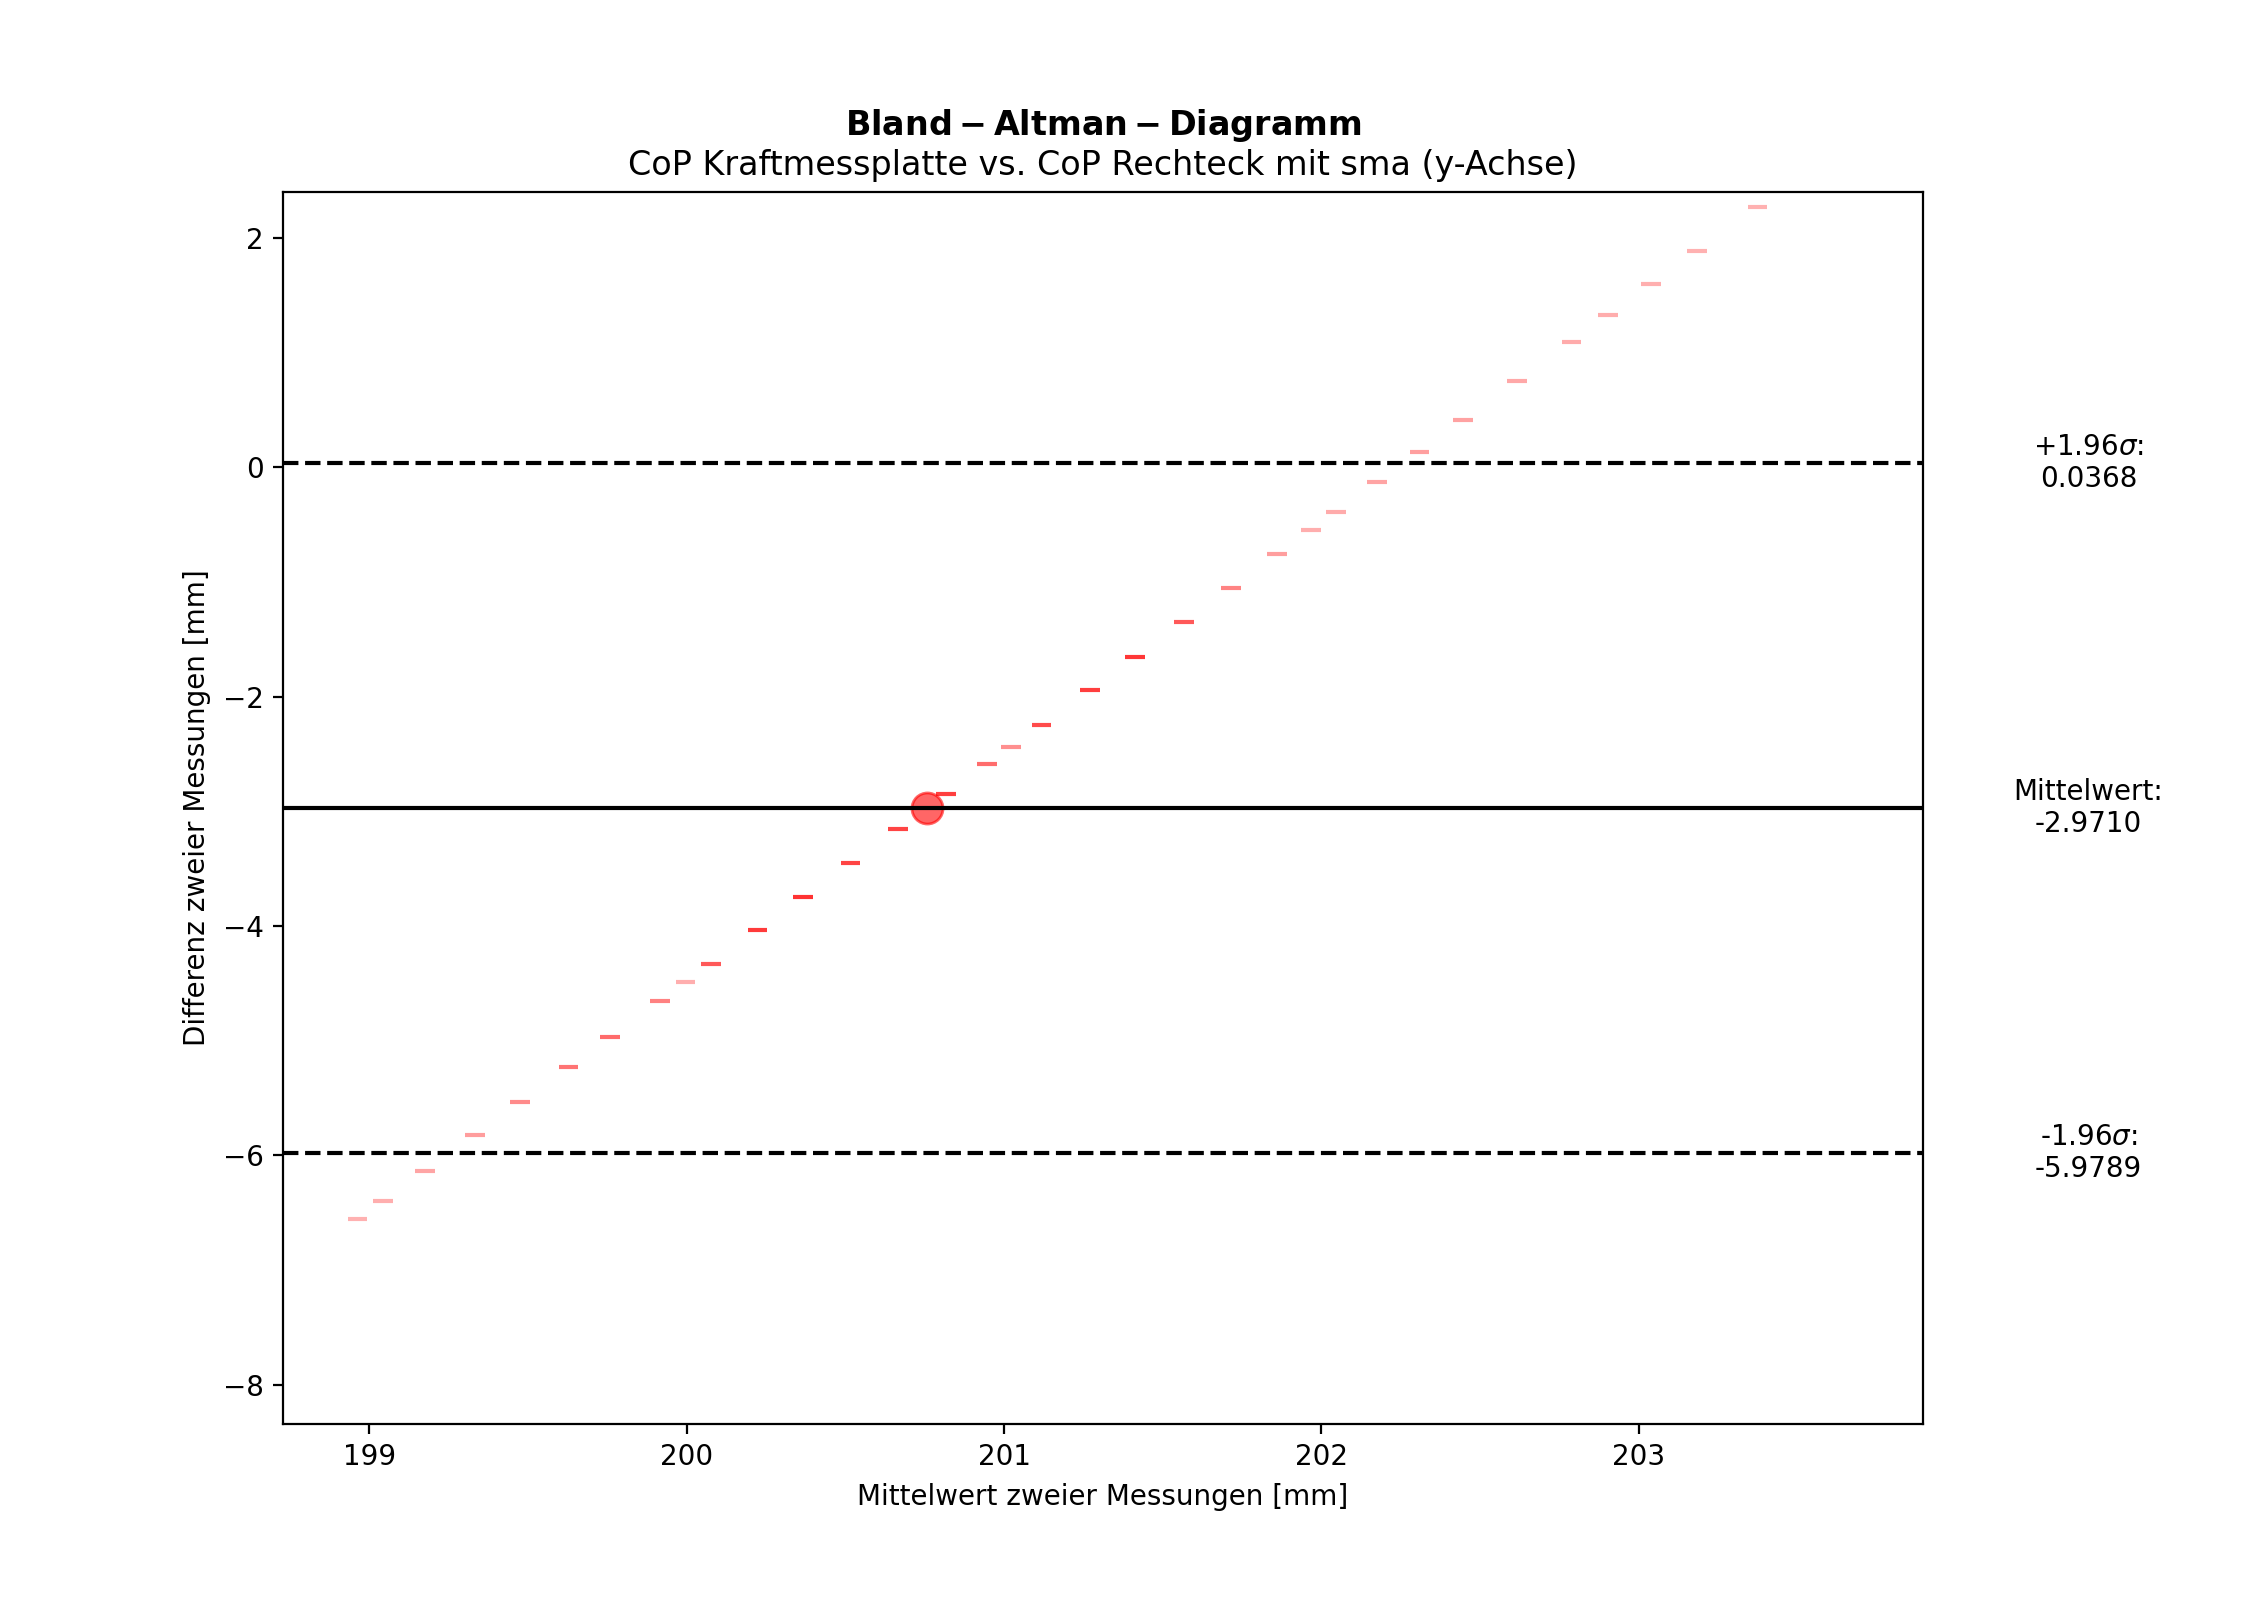 Bland − Altman − Diagramm
CoP Kraftmessplatte vs. CoP Rechteck mit sma (y-Achse)
Differenz zweier Messungen [mm]
2
0
−2
−4
−6
−8
+1.96σ:
0.0368
Mittelwert:
-2.9710
-1.96σ:
-5.9789
199 200 201 202 203
Mittelwert zweier Messungen [mm]